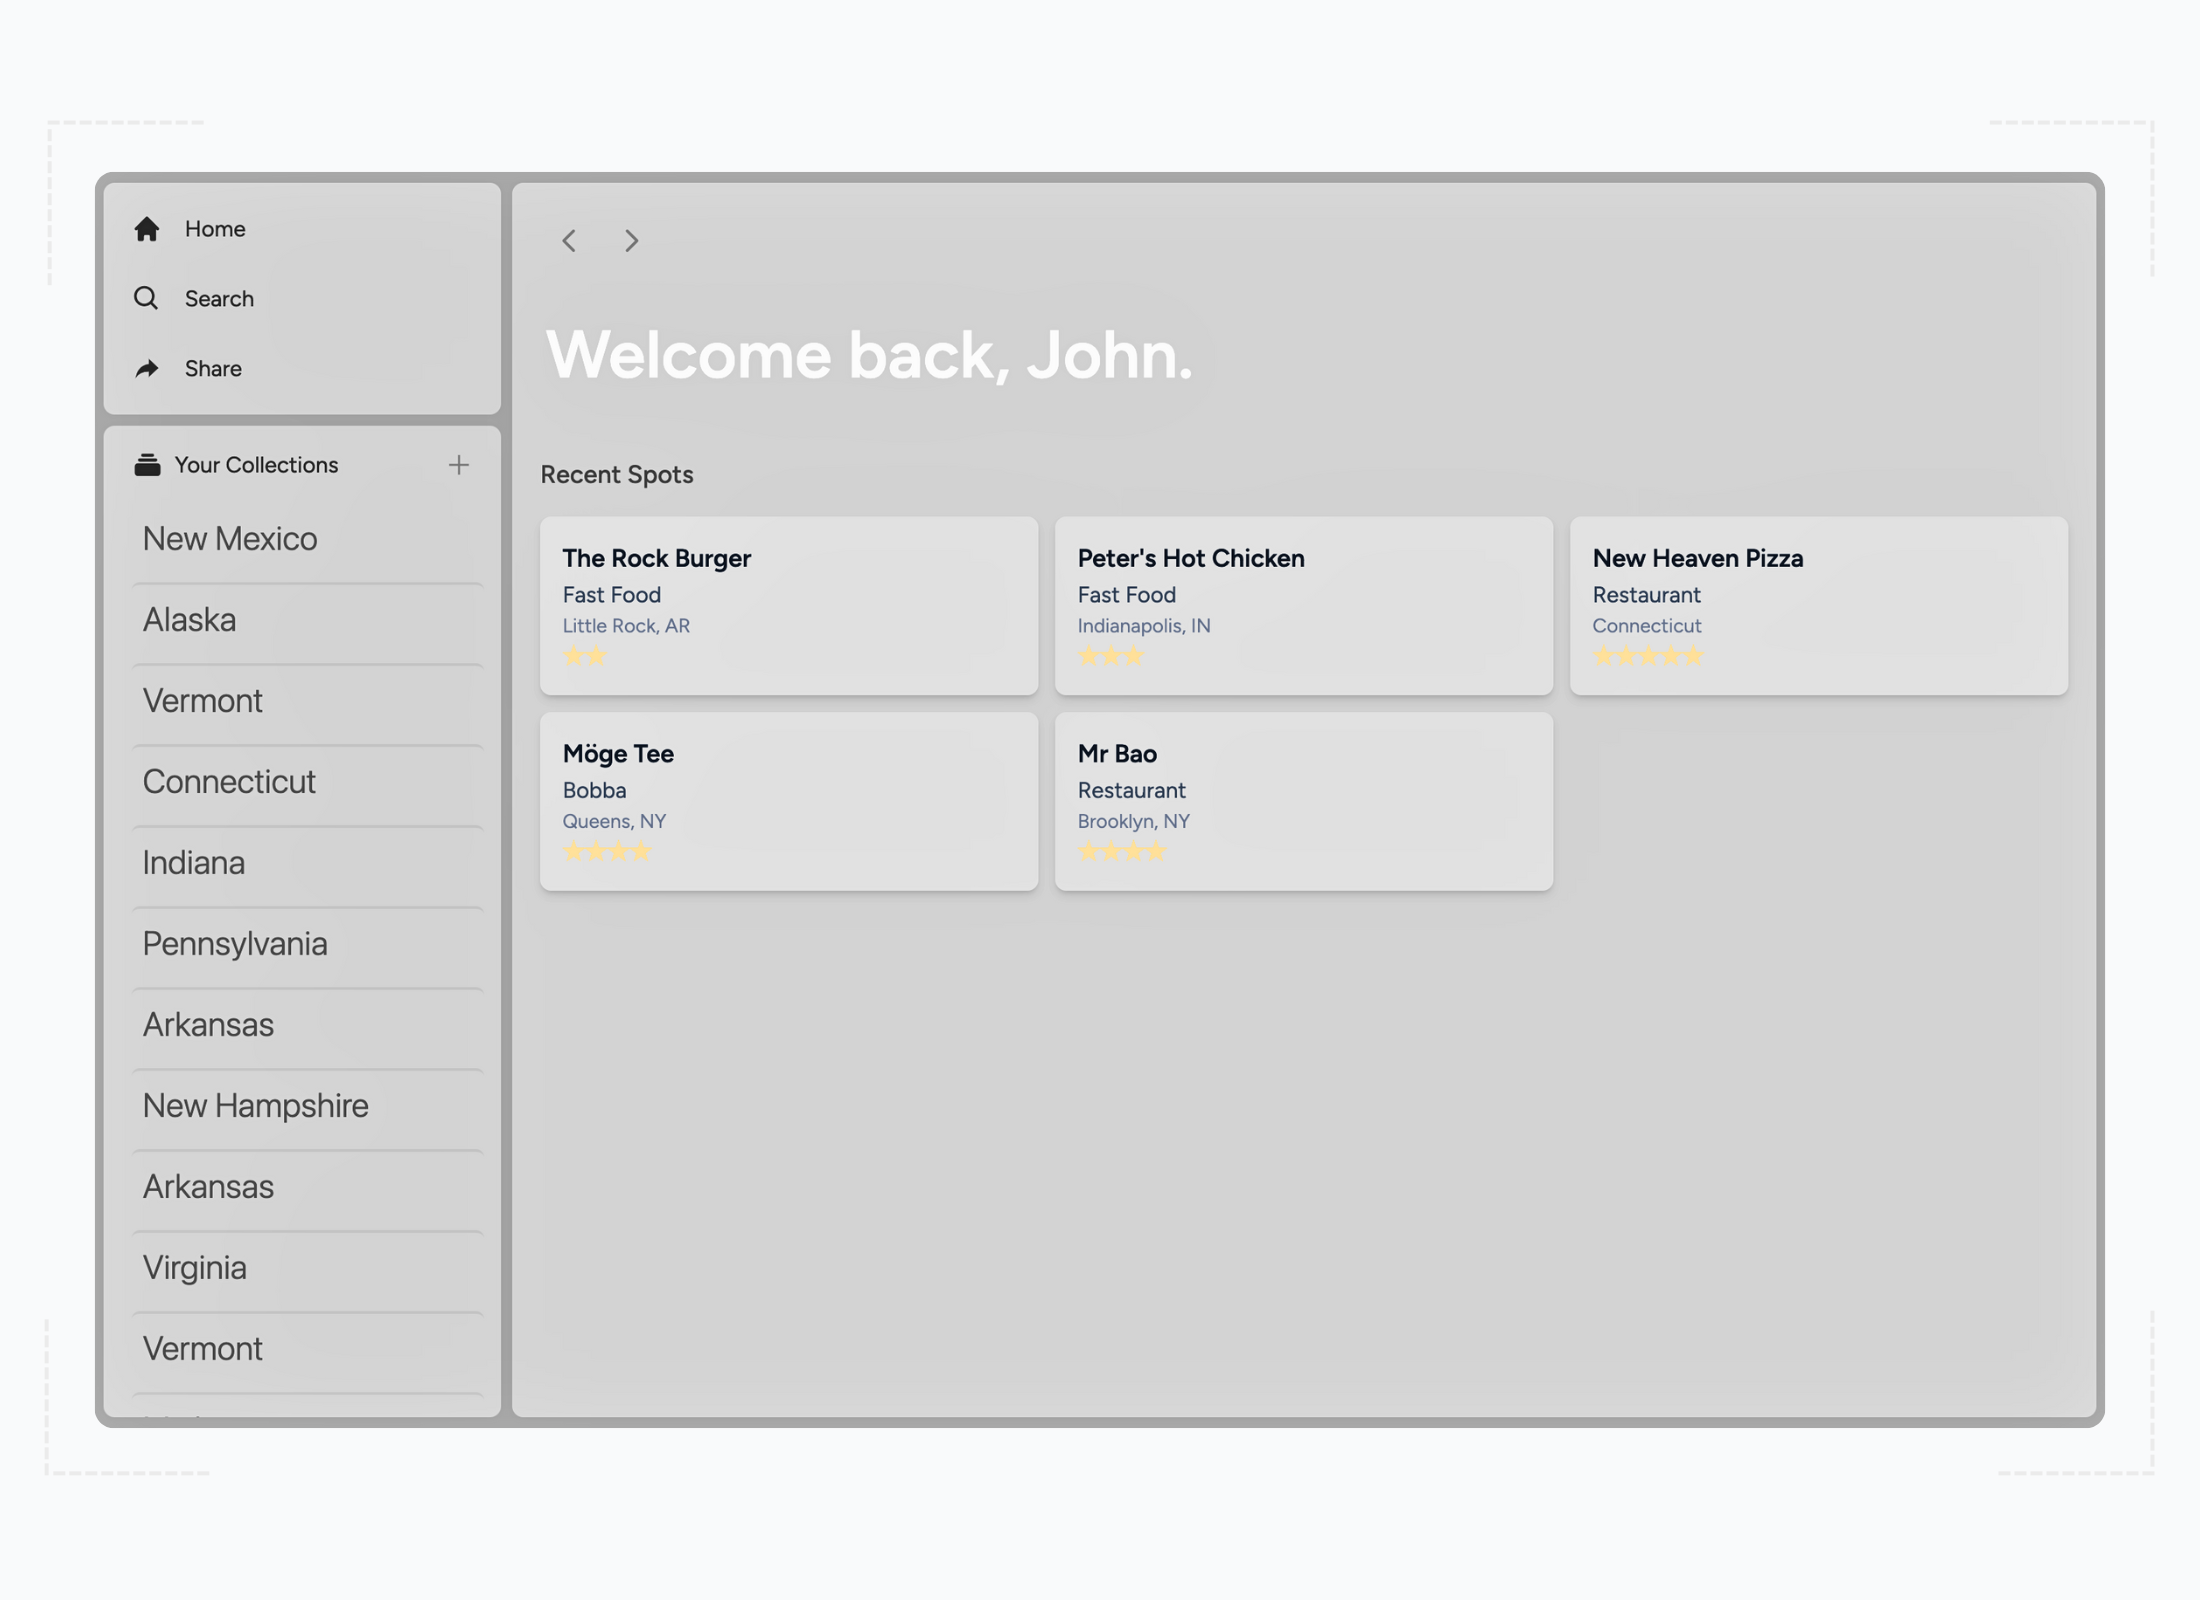 Home
Search
Share
Your Collections
New Mexico
Alaska
Vermont
Connecticut
Indiana
Pennsylvania
Arkansas
New Hampshire
Arkansas
Virginia
Vermont
Welcome back, John.
Recent Spots
The Rock Burger
Fast Food
Little Rock, AR
Peter's Hot Chicken
Fast Food
Indianapolis, IN
New Heaven Pizza
Restaurant
Connecticut
Möge Tee
Bobba
Queens, NY
Mr Bao
Restaurant
Brooklyn, NY